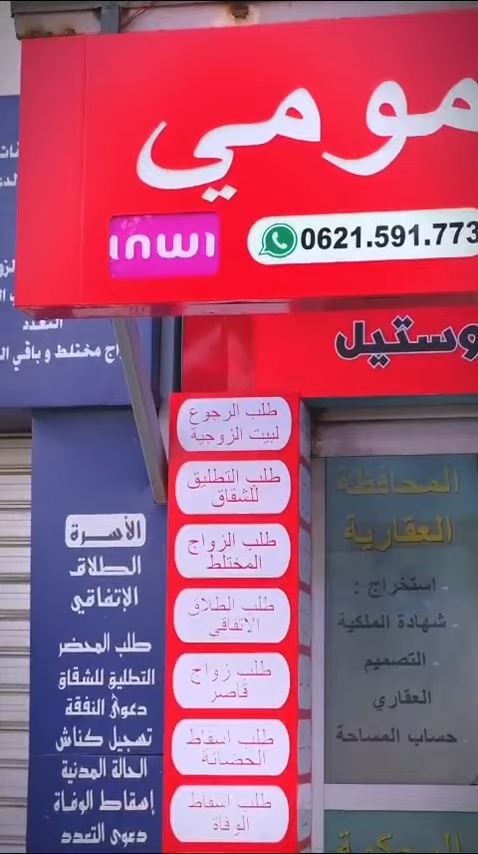 مومي
inwi
0621.591.773
وستيل
التعدد
اج مختلط و باقي ال
طلب الرجوع
لبيت الزوجية
طلب التطليق
للشقاق
طلب الزواج
المختلط
طلب الطلاق
الاتفاقي
طلب زواج
قاصر
طلب اسقاط
الحضانة
طلب اسقاط
الوفاة
الأسرة
الطلاق
الإتفاقي
طلب المحضر
التطليق للشقاق
دعوى النفقة
تسجيل كناش
الحالة المدنية
إسقاط الوفاة
دعوى التعدد
المحافظة
العقارية
استخراج :
- شهادة الملكية
- التصميم
العقاري
- حساب المساحة